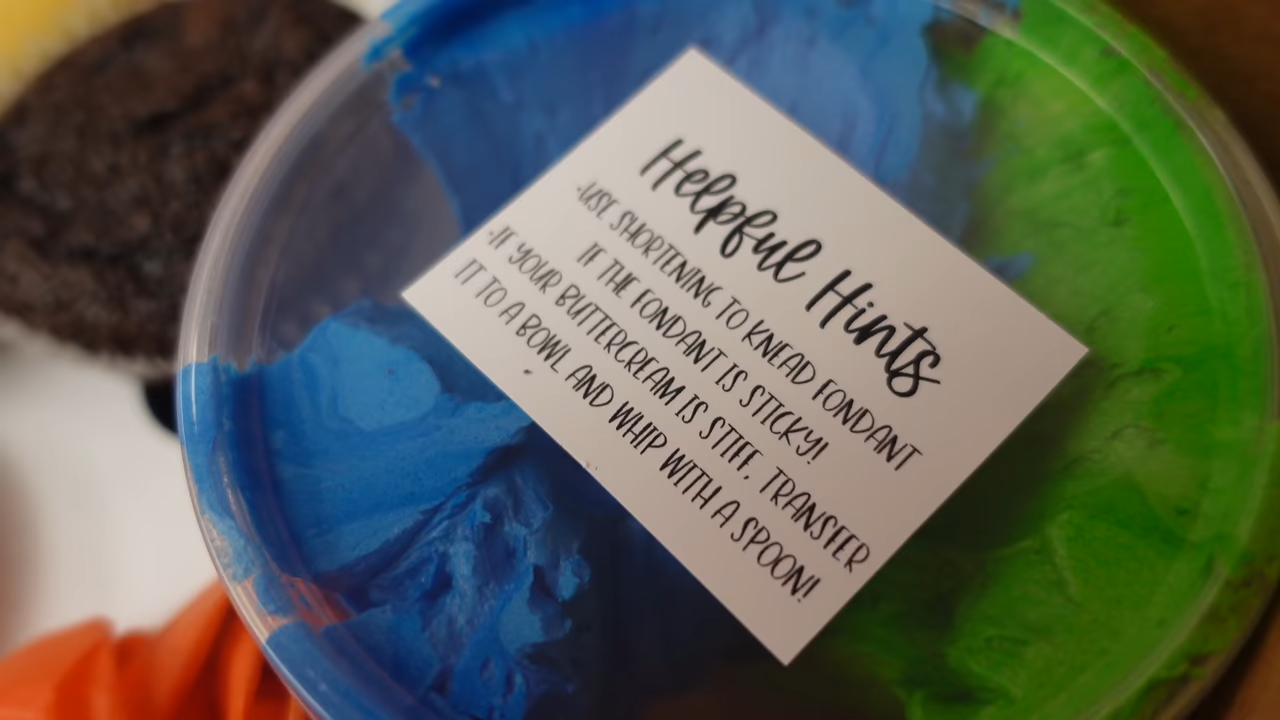 Helpful Hints
·USE SHORTENING TO KNEAD FONDANT
IF THE FONDANT IS STICKY!
·IF YOUR BUTTERCREAM IS STIFF, TRANSFER
IT TO A BOWL AND WHIP WITH A SPOON!